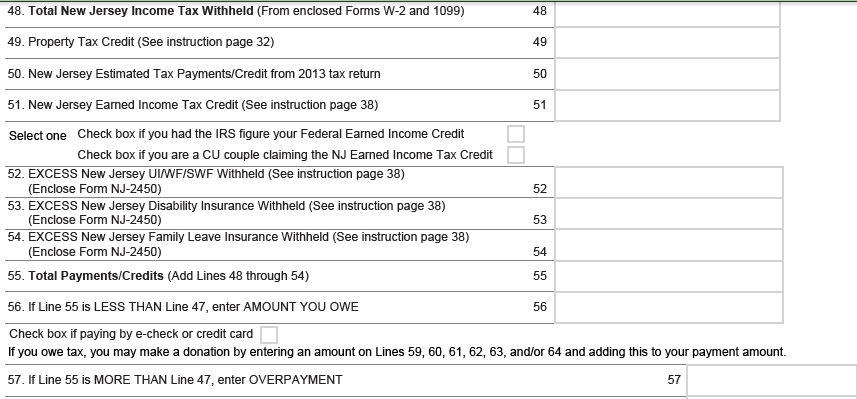 48. Total New Jersey Income Tax Withheld (From enclosed Forms W-2 and 1099) 48
49. Property Tax Credit (See instruction page 32) 49
50. New Jersey Estimated Tax Payments/Credit from 2013 tax return 50
51. New Jersey Earned Income Tax Credit (See instruction page 38) 51
Select one Check box if you had the IRS figure your Federal Earned Income Credit
Check box if you are a CU couple claiming the NJ Earned Income Tax Credit
52. EXCESS New Jersey UI/WF/SWF Withheld (See instruction page 38)
(Enclose Form NJ-2450) 52
53. EXCESS New Jersey Disability Insurance Withheld (See instruction page 38)
(Enclose Form NJ-2450) 53
54. EXCESS New Jersey Family Leave Insurance Withheld (See instruction page 38)
(Enclose Form NJ-2450) 54
55. Total Payments/Credits (Add Lines 48 through 54) 55
56. If Line 55 is LESS THAN Line 47, enter AMOUNT YOU OWE 56
Check box if paying by e-check or credit card
If you owe tax, you may make a donation by entering an amount on Lines 59, 60, 61, 62, 63, and/or 64 and adding this to your payment amount.
57. If Line 55 is MORE THAN Line 47, enter OVERPAYMENT 57